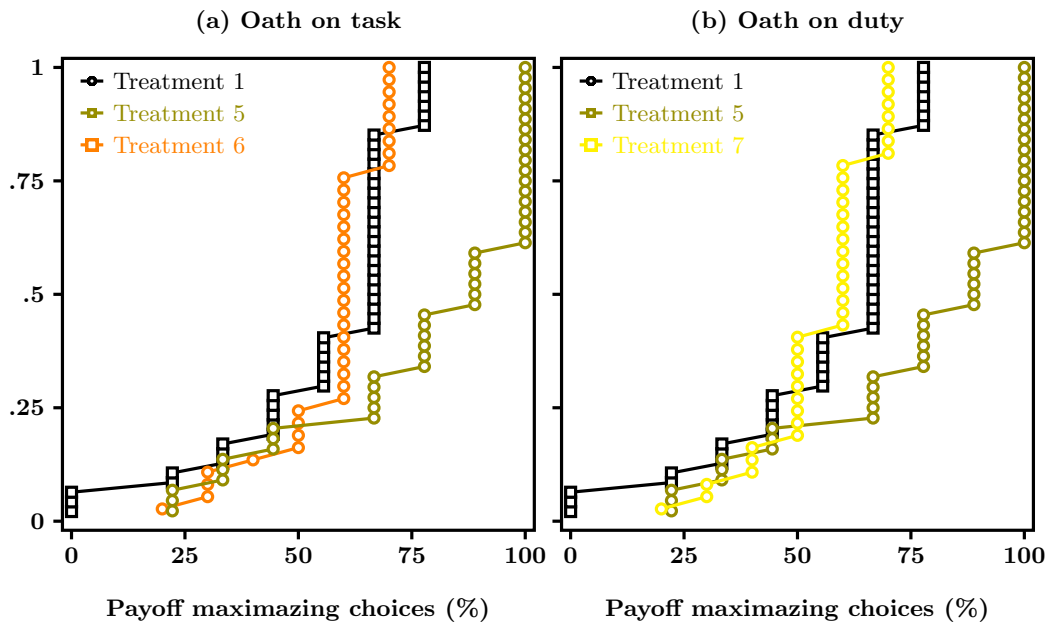 (a) Oath on task
(b) Oath on duty
1
.75
.5
.25
0
Treatment 1
Treatment 5
Treatment 6
Treatment 1
Treatment 5
Treatment 7
0 25 50 75 100
0 25 50 75 100
Payoff maximazing choices (%)
Payoff maximazing choices (%)